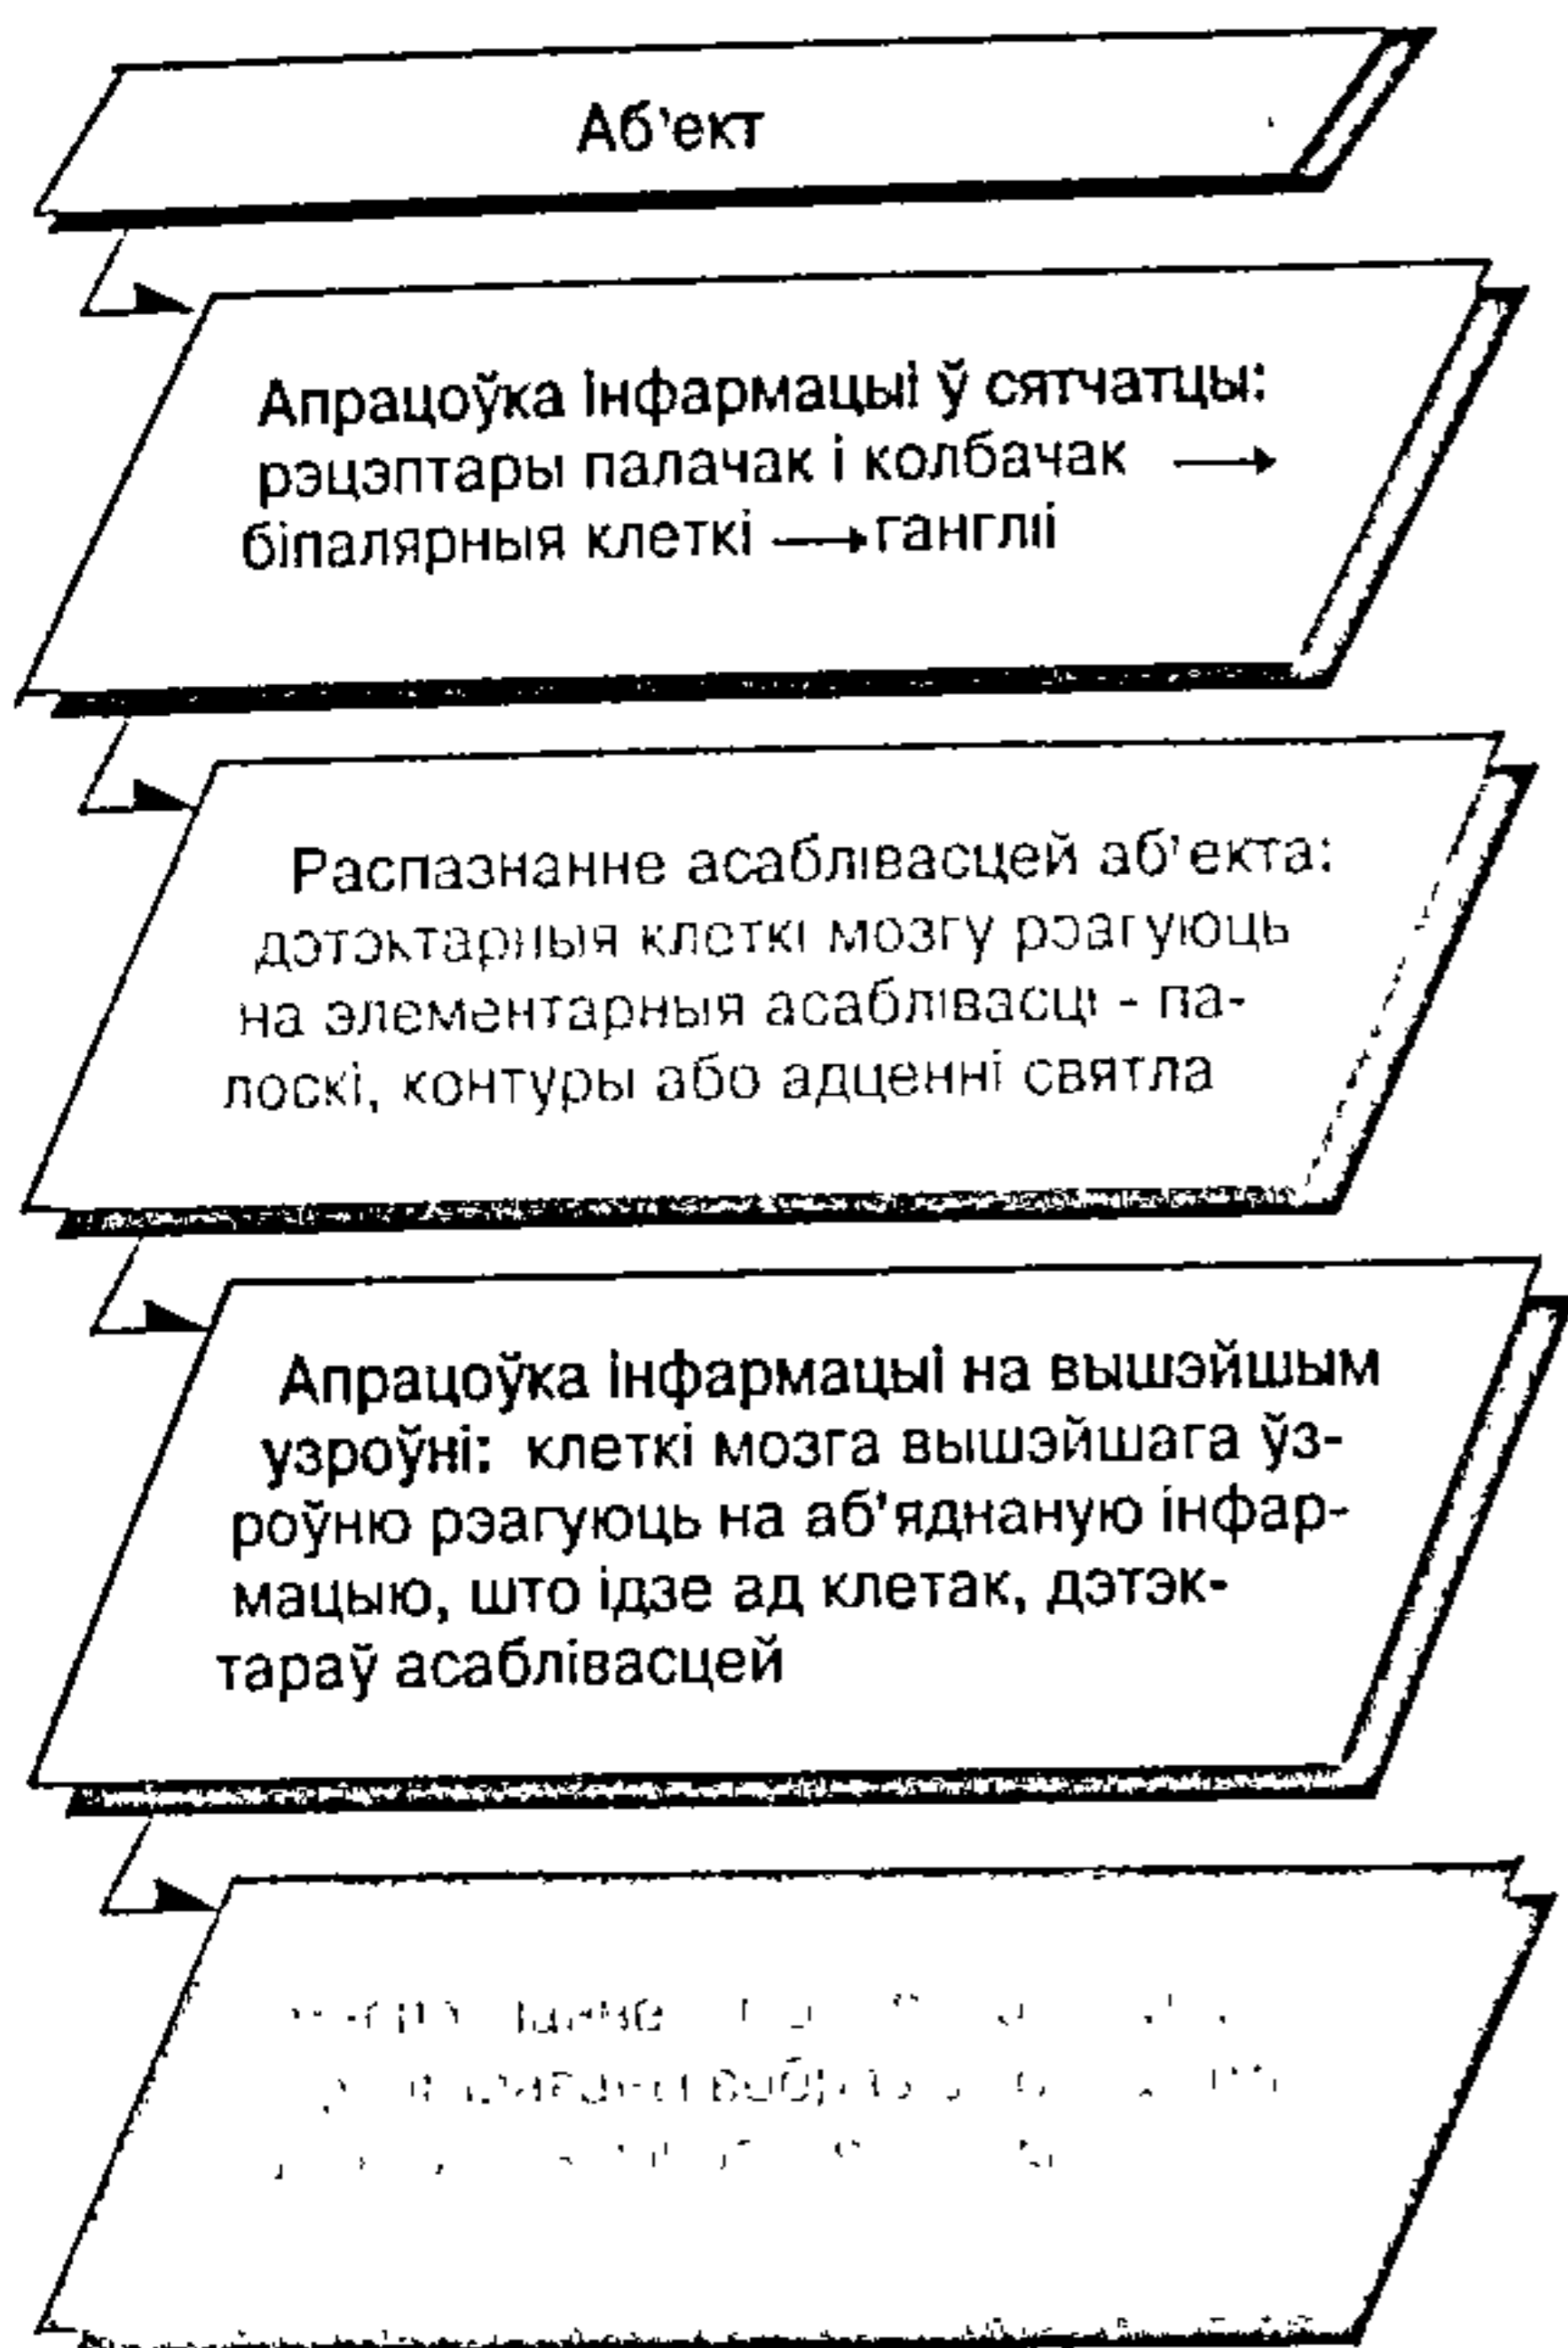 Аб'ект
Апрацоўка інфармацыі ў сятчатцы:
рэцэптары палачак і колбачак →
біпалярныя клеткі → гангліі
Распазнанне асаблівасцей аб'екта:
дэтэктарныя клеткі мозгу рэагуюць
на элементарныя асаблівасці - па-
лоскі, контуры або адценні святла
Апрацоўка інфармацыі на вышэйшым
узроўні: клеткі мозга вышэйшага ўз-
роўню рэагуюць на аб'яднаную інфар-
мацыю, што ідзе ад клетак, дэтэк-
тараў асаблівасцей